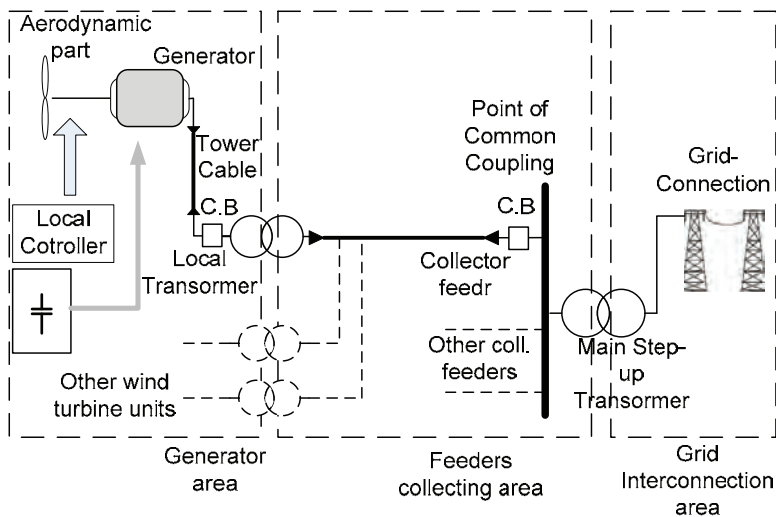 Aerodynamic
part
Generator
Tower
Cable
C.B
Local
Cotroller
Local
Transormer
Other wind
turbine units
Generator
area
Point of
Common
Coupling
C.B
Collector
feedr
Other coll.
feeders
Feeders
collecting area
Grid-
Connection
Main Step-
up
Transormer
Grid
Interconnection
area